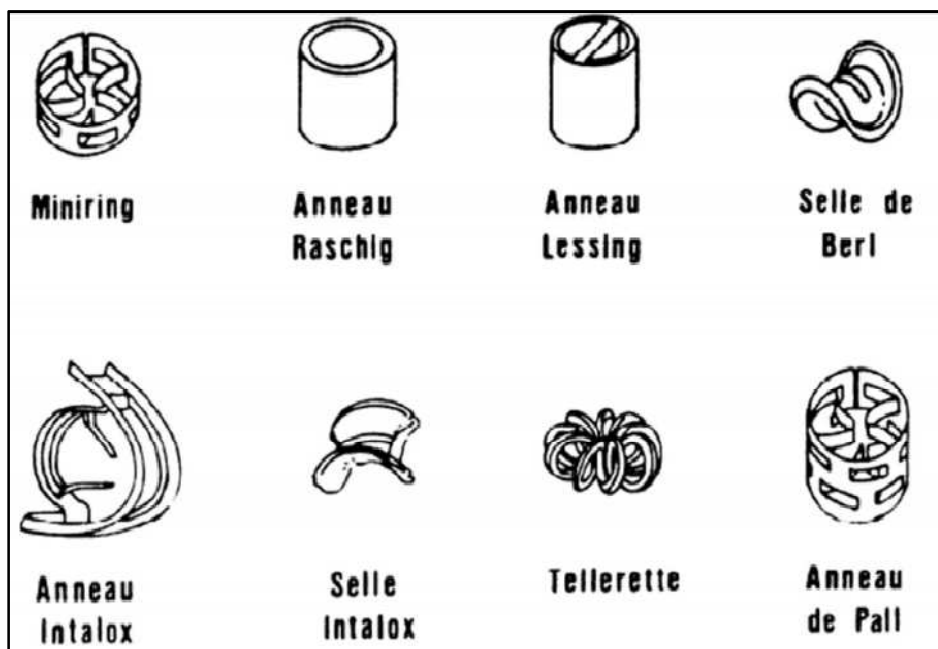 Miniring
Anneau
Raschig
Anneau
Lessing
Selle de
Berl
Anneau
Intalox
Selle
Intalox
Tellerette
Anneau
de Pall